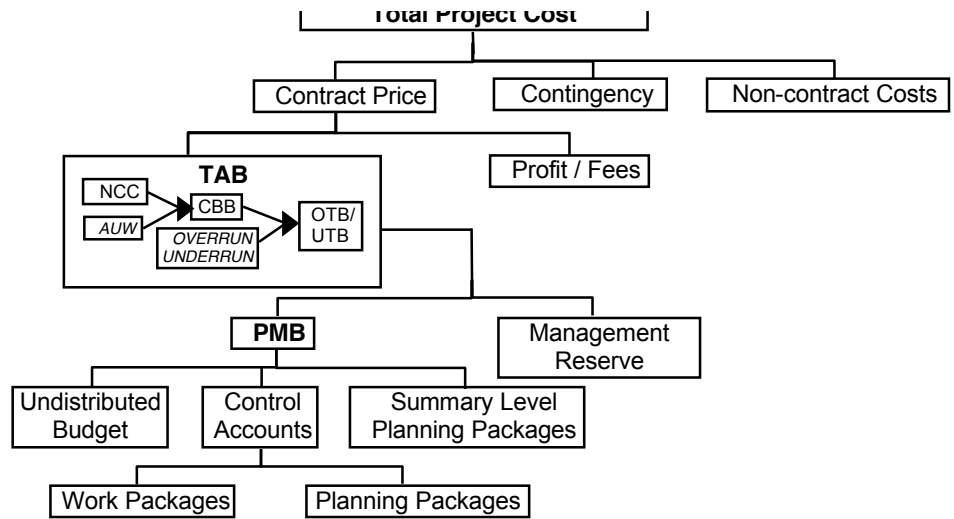 Total Project Cost
Contract Price
Contingency
Non-contract Costs
TAB
Profit / Fees
NCC
CBB
AUW
OTB/
UTB
OVERRUN
UNDERRUN
PMB
Management
Reserve
Undistributed
Budget
Control
Accounts
Summary Level
Planning Packages
Work Packages
Planning Packages